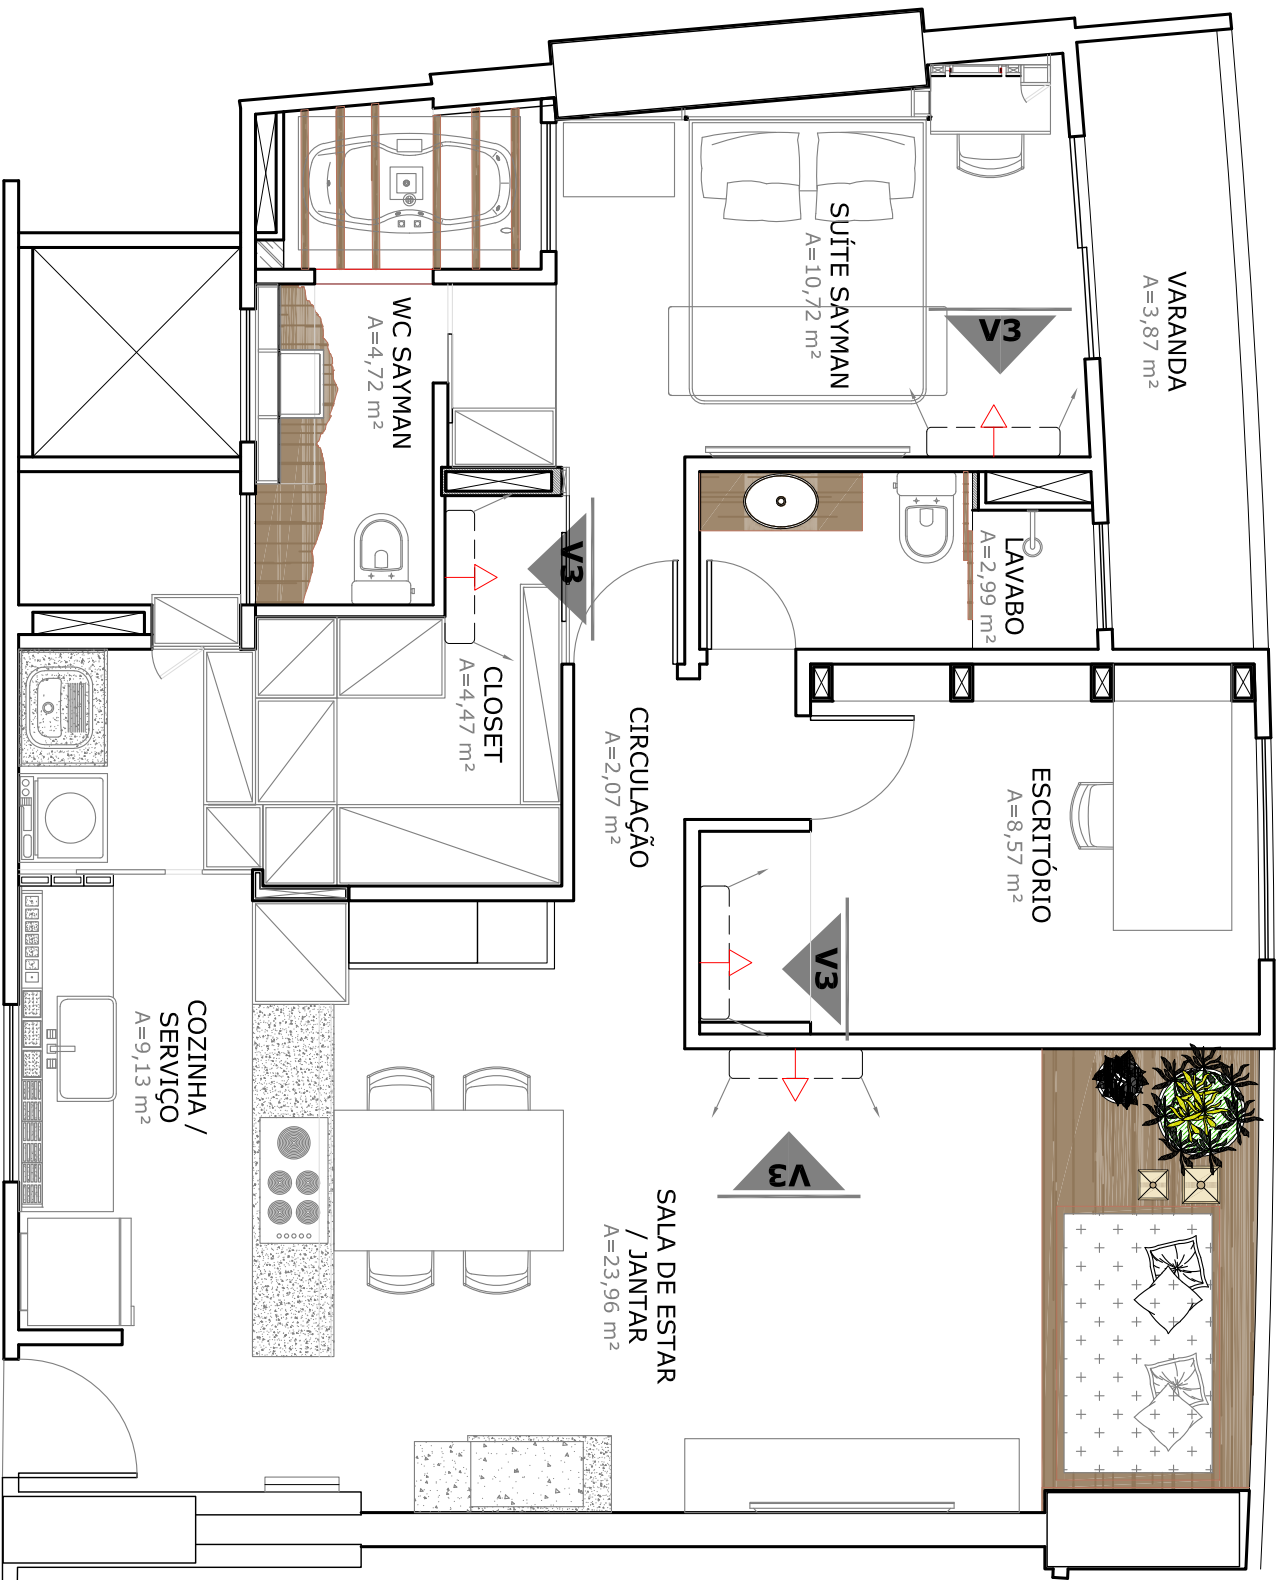 VARANDA
A=3,87 m²
SUÍTE SAYMAN
A=10,72 m²
V3
WC SAYMAN
A=4,72 m²
V3
LAVABO
A=2,99 m²
CLOSET
A=4,47 m²
CIRCULAÇÃO
A=2,07 m²
ESCRITÓRIO
A=8,57 m²
V3
COZINHA /
SERVIÇO
A=9,13 m²
V3
SALA DE ESTAR
/ JANTAR
A=23,96 m²